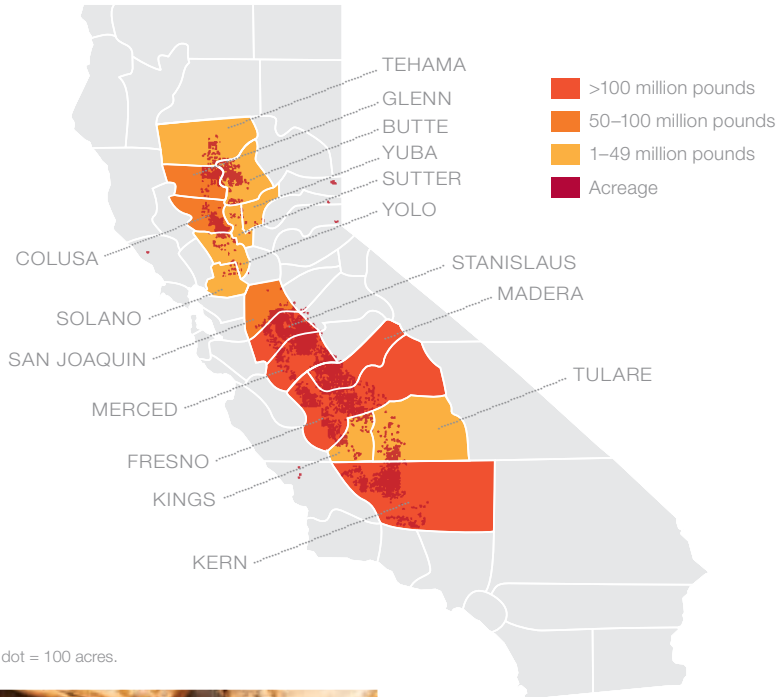 TEHAMA
GLENN
BUTTE
YUBA
SUTTER
YOLO
COLUSA
SOLANO
SAN JOAQUIN
MERCED
FRESNO
KINGS
KERN
STANISLAUS
MADERA
TULARE
>100 million pounds
50–100 million pounds
1–49 million pounds
Acreage
dot = 100 acres.